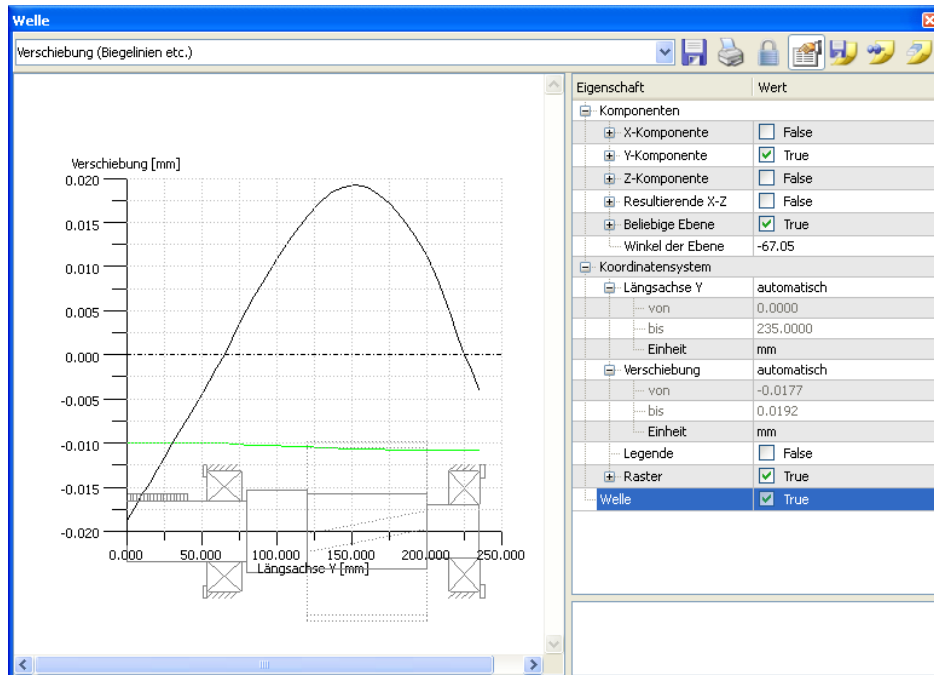 Welle
Verschiebung (Biegelinien etc.)
Verschiebung [mm]
0.020
0.015
0.010
0.005
0.000
-0.005
-0.010
-0.015
-0.020
0.000 50.000 100.000 150.000 200.000 250.000
Längsachse Y [mm]
Eigenschaft Wert
Komponenten
X-Komponente False
Y-Komponente True
Z-Komponente False
Resultierende X-Z False
Beliebige Ebene True
Winkel der Ebene -67.05
Koordinatensystem
Längsachse Y automatisch
von 0.0000
bis 235.0000
Einheit mm
Verschiebung automatisch
von -0.0177
bis 0.0192
Einheit mm
Legende False
Raster True
Welle True